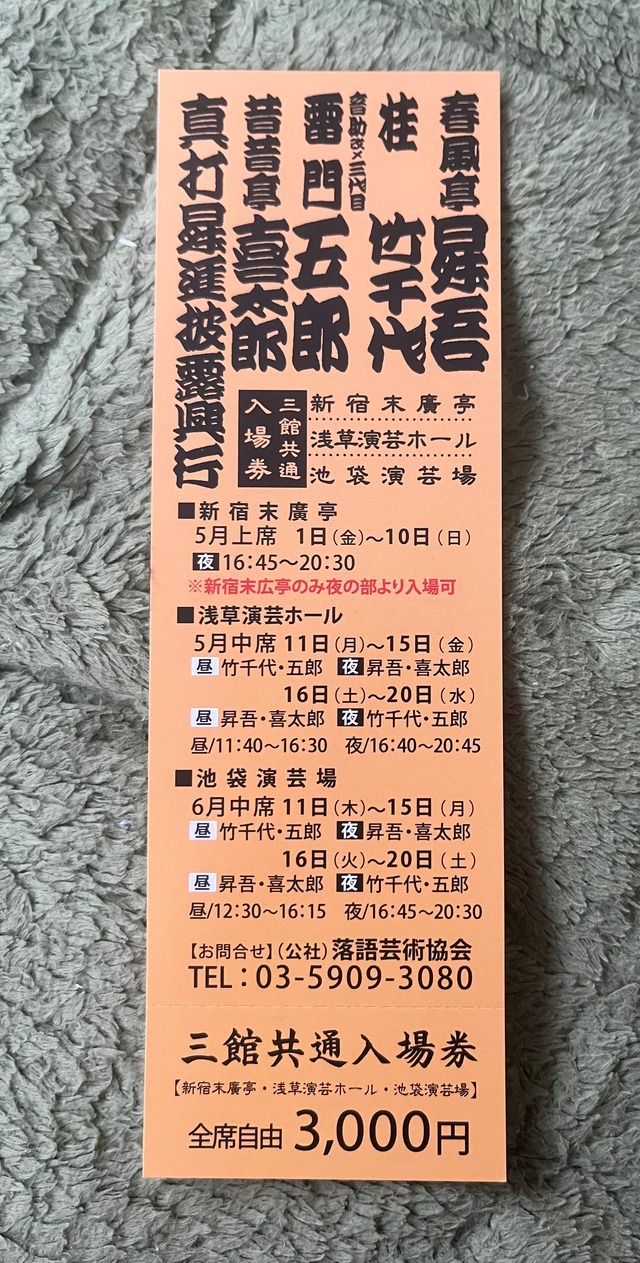 春風亭 昇吾
桂 竹千代
音助改メ三代目
雷門 五郎
昔昔亭 喜太郎
真打昇進披露興行
三館共通
入場券
新宿末廣亭
浅草演芸ホール
池袋演芸場
■新宿末廣亭
5月上席 1日(金)～10日(日)
夜16:45～20:30
※新宿末広亭のみ夜の部より入場可
■浅草演芸ホール
5月中席 11日(月)～15日(金)
昼竹千代・五郎 夜昇吾・喜太郎
16日(土)～20日(水)
昼昇吾・喜太郎 夜竹千代・五郎
昼/11:40～16:30 夜/16:40～20:45
■池袋演芸場
6月中席 11日(木)～15日(月)
昼竹千代・五郎 夜昇吾・喜太郎
16日(火)～20日(土)
昼昇吾・喜太郎 夜竹千代・五郎
昼/12:30～16:15 夜/16:45～20:30
【お問合せ】(公社)落語芸術協会
TEL:03-5909-3080
三館共通入場券
【新宿末廣亭・浅草演芸ホール・池袋演芸場】
全席自由 3,000円